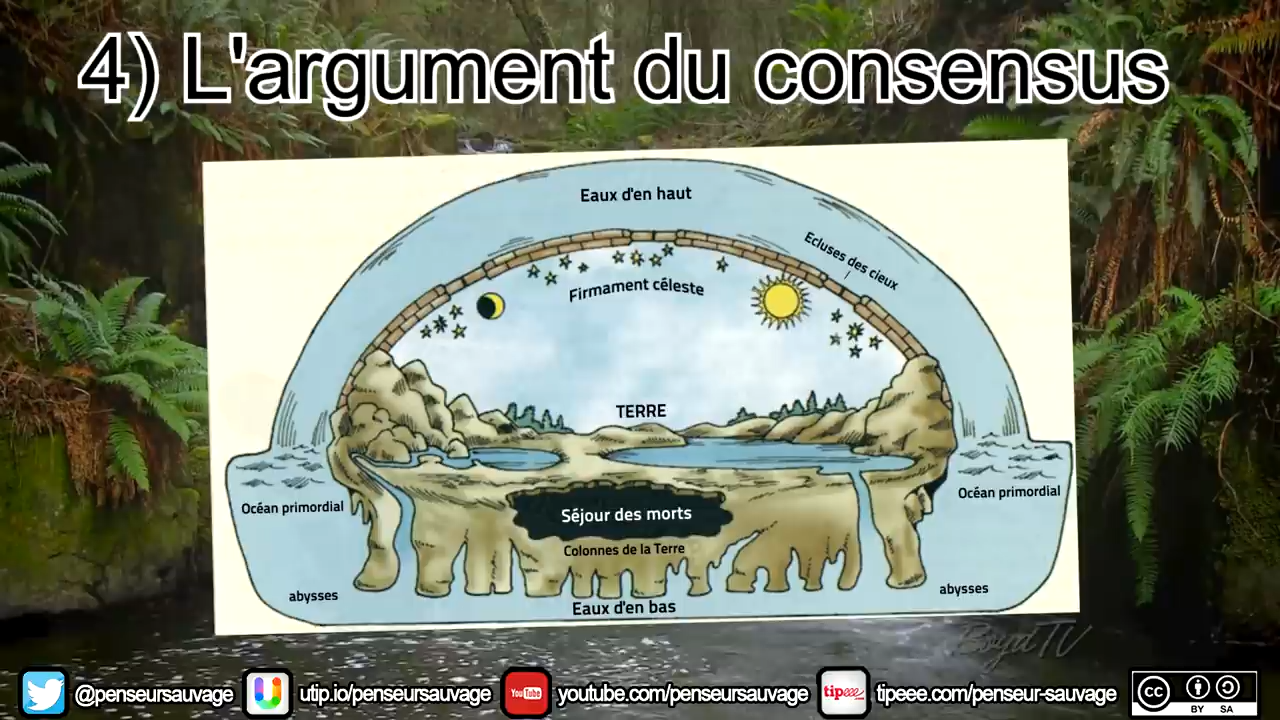 4) L'argument du consensus
Eaux d'en haut
Ecluses des cieux
Firmament céleste
TERRE
Océan primordial
Océan primordial
Séjour des morts
Colonnes de la Terre
abysses
abysses
Eaux d'en bas
BoydTV
@penseursauvage
utip.io/penseursauvage
YouTube
youtube.com/penseursauvage
tipeee
tipeee.com/penseur-sauvage
cc
BY SA